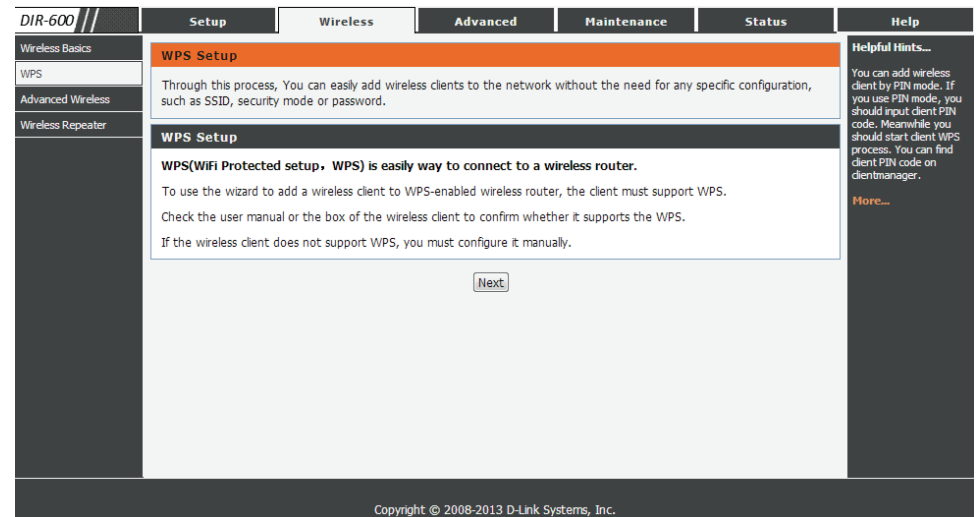 DIR-600
Setup
Wireless
Advanced
Maintenance
Status
Help
Wireless Basics
WPS
Advanced Wireless
Wireless Repeater
WPS Setup
Through this process, You can easily add wireless clients to the network without the need for any specific configuration,
such as SSID, security mode or password.
WPS Setup
WPS(WiFi Protected setup，WPS) is easily way to connect to a wireless router.
To use the wizard to add a wireless client to WPS-enabled wireless router, the client must support WPS.
Check the user manual or the box of the wireless client to confirm whether it supports the WPS.
If the wireless client does not support WPS, you must configure it manually.
Next
Helpful Hints...
You can add wireless
client by PIN mode. If
you use PIN mode, you
should input client PIN
code. Meanwhile you
should start client WPS
process. You can find
client PIN code on
clientmanager.
More...
Copyright © 2008-2013 D-Link Systems, Inc.